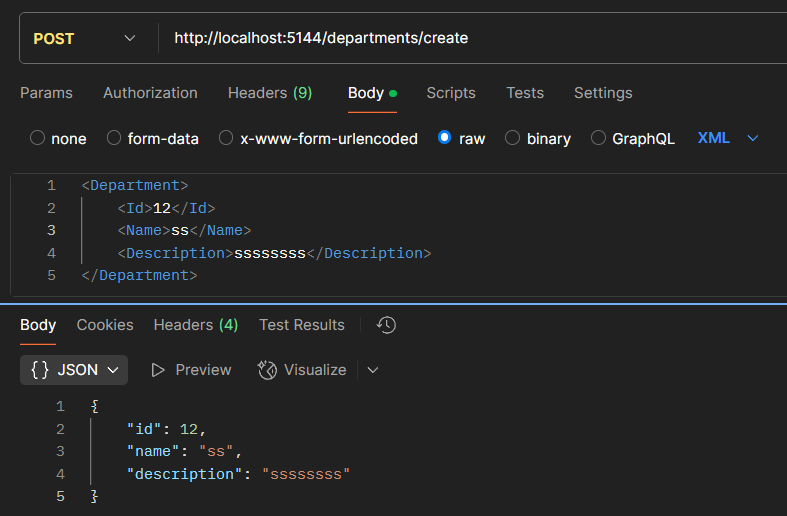 POST http://localhost:5144/departments/create
Params Authorization Headers (9) Body Scripts Tests Settings
none form-data x-www-form-urlencoded raw binary GraphQL XML
1 <Department>
2 <Id>12</Id>
3 <Name>ss</Name>
4 <Description>ssssssss</Description>
5 </Department>
Body Cookies Headers (4) Test Results
{} JSON Preview Visualize
1 {
2 "id": 12,
3 "name": "ss",
4 "description": "ssssssss"
5 }